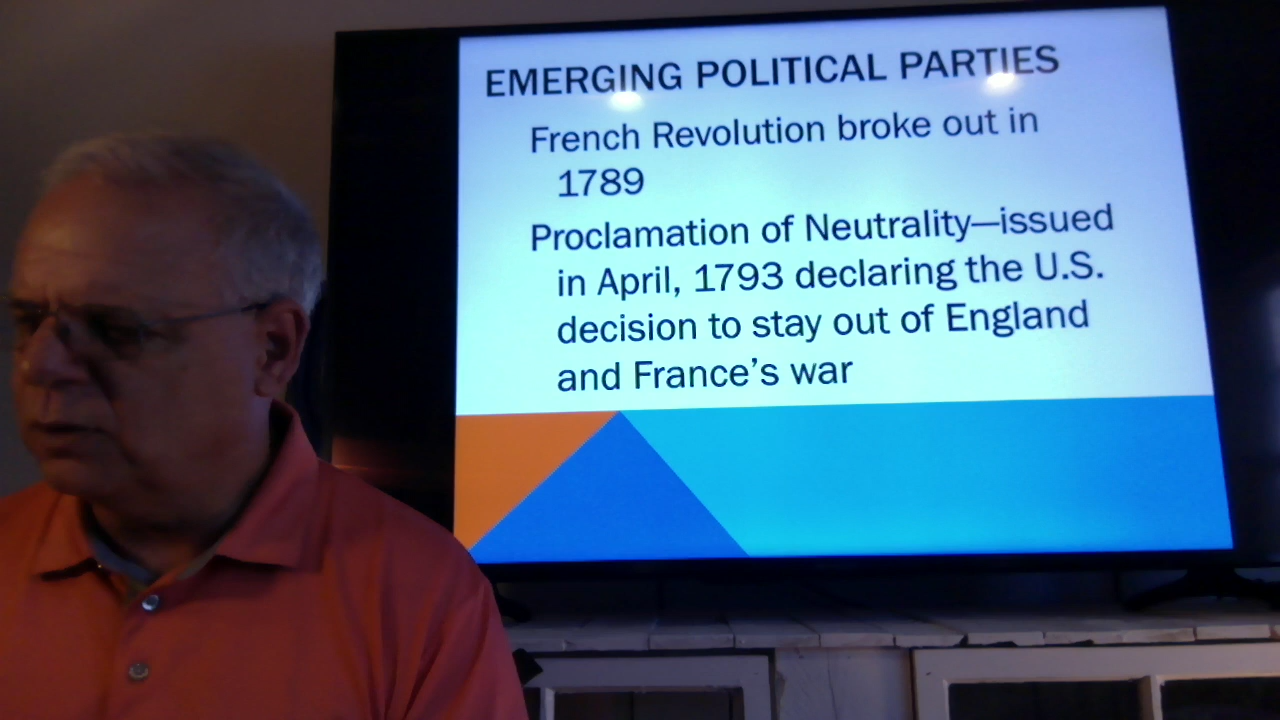 EMERGING POLITICAL PARTIES
French Revolution broke out in
1789
Proclamation of Neutrality—issued
in April, 1793 declaring the U.S.
decision to stay out of England
and France's war